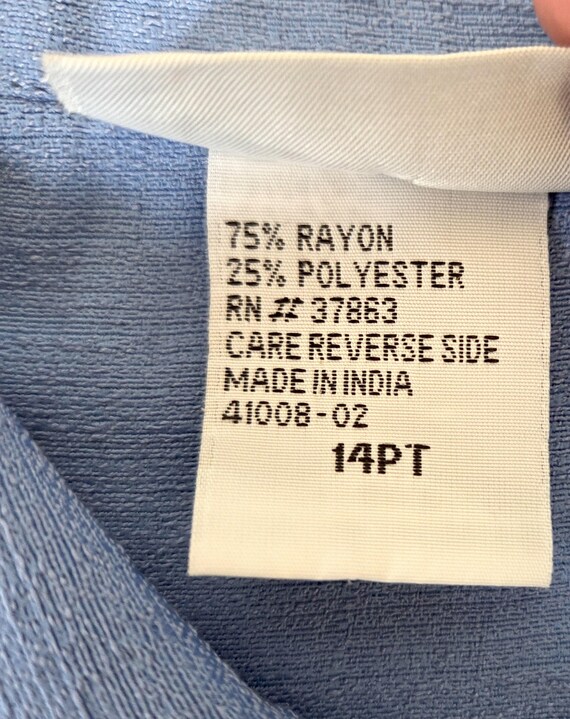 75% RAYON
25% POLYESTER
RN # 37863
CARE REVERSE SIDE
MADE IN INDIA
41008-02
14PT